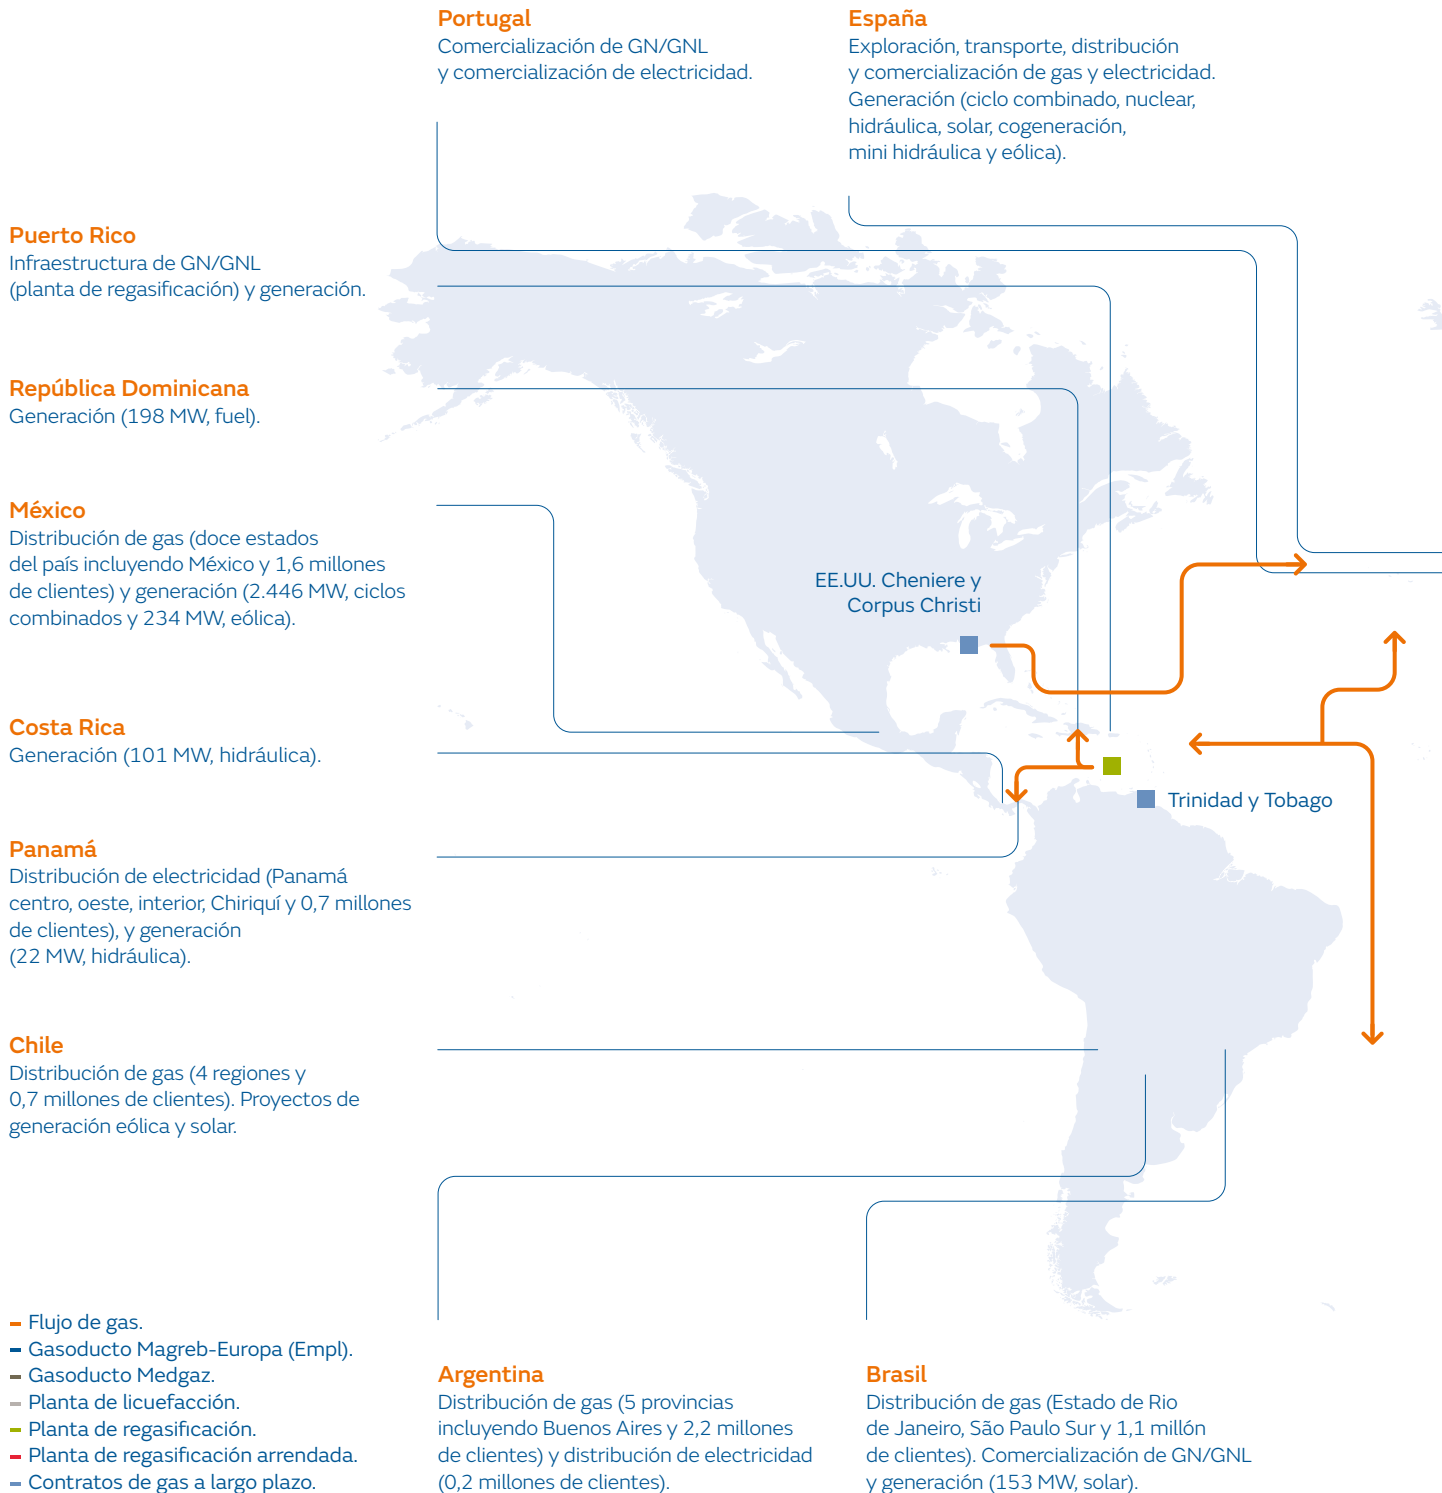 Portugal
Comercialización de GN/GNL
y comercialización de electricidad.
España
Exploración, transporte, distribución
y comercialización de gas y electricidad.
Generación (ciclo combinado, nuclear,
hidráulica, solar, cogeneración,
mini hidráulica y eólica).
Puerto Rico
Infraestructura de GN/GNL
(planta de regasificación) y generación.
República Dominicana
Generación (198 MW, fuel).
México
Distribución de gas (doce estados
del país incluyendo México y 1,6 millones
de clientes) y generación (2.446 MW, ciclos
combinados y 234 MW, eólica).
EE.UU. Cheniere y
Corpus Christi
Costa Rica
Generación (101 MW, hidráulica).
Trinidad y Tobago
Panamá
Distribución de electricidad (Panamá
centro, oeste, interior, Chiriquí y 0,7 millones
de clientes), y generación
(22 MW, hidráulica).
Chile
Distribución de gas (4 regiones y
0,7 millones de clientes). Proyectos de
generación eólica y solar.
Flujo de gas.
Gasoducto Magreb-Europa (Empl).
Gasoducto Medgaz.
Planta de licuefacción.
Planta de regasificación.
Planta de regasificación arrendada.
Contratos de gas a largo plazo.
Argentina
Distribución de gas (5 provincias
incluyendo Buenos Aires y 2,2 millones
de clientes) y distribución de electricidad
(0,2 millones de clientes).
Brasil
Distribución de gas (Estado de Rio
de Janeiro, São Paulo Sur y 1,1 millón
de clientes). Comercialización de GN/GNL
y generación (153 MW, solar).